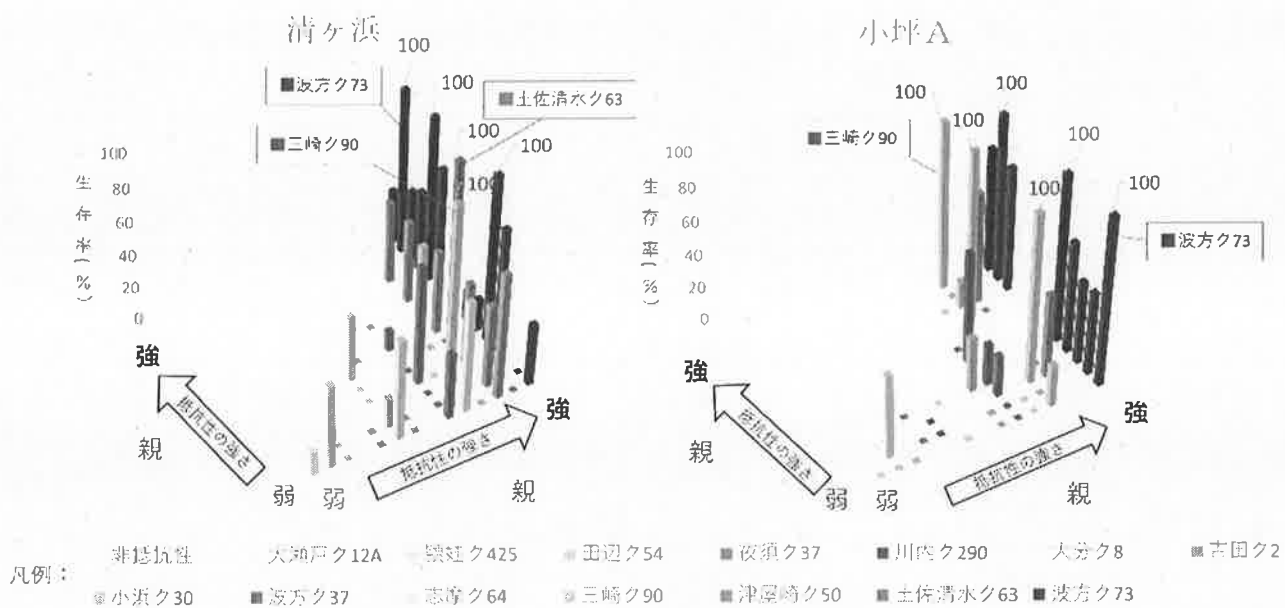 清ヶ浜
小坪A
100
100
100
100
100
100
■波方ク73
■土佐清水ク63
■三崎ク90
生存率(%)
100
80
60
40
20
0
強
抵抗性の強さ
親
弱
弱
抵抗性の強さ
親
強
100
100
100
100
100
100
■三崎ク90
■波方ク73
生存率(%)
100
80
60
40
20
0
強
抵抗性の強さ
親
弱
弱
抵抗性の強さ
親
強
凡例：
非抵抗性 大瀬戸ク12A 頴娃ク425 田辺ク54 ■夜須ク37 ■川内ク290 大分ク8 ■吉田ク2
■小浜ク30 ■波方ク37 志摩ク64 三崎ク90 ■津屋崎ク50 ■土佐清水ク63 ■波方ク73